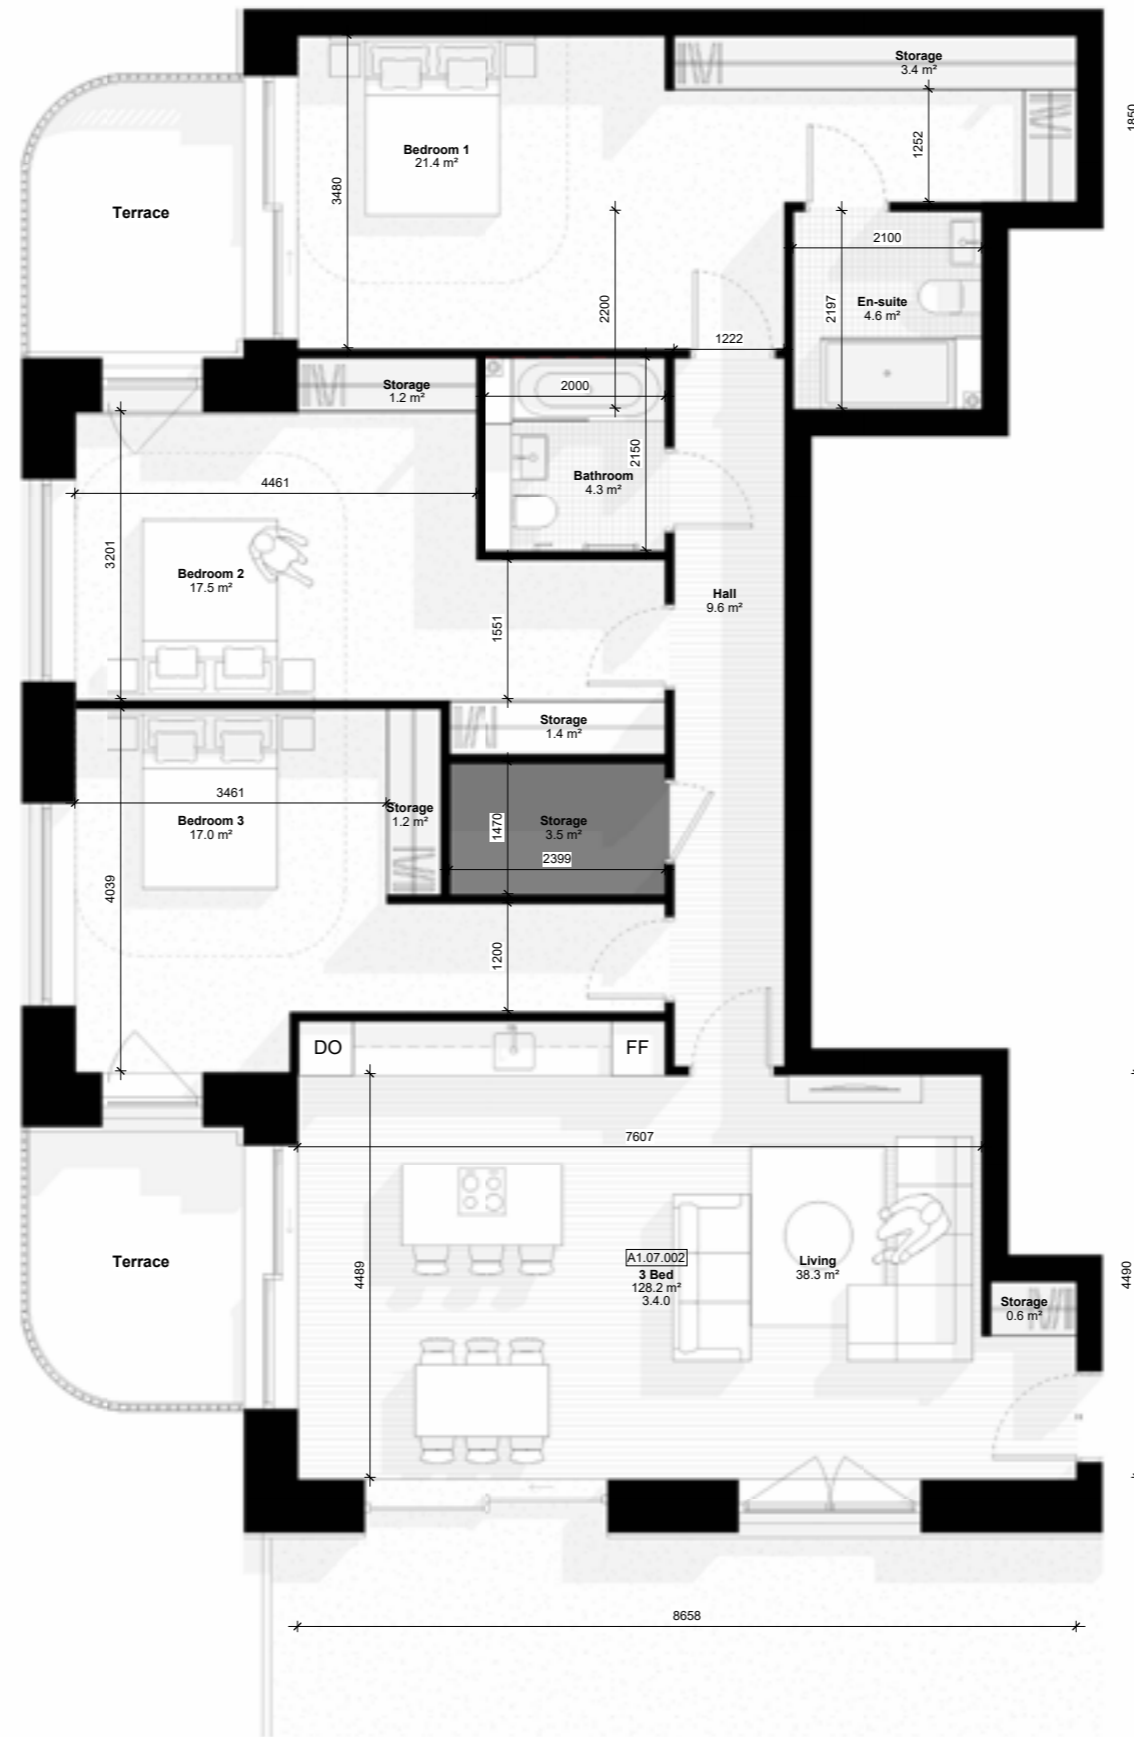 Storage
3.4 m²
1850
Bedroom 1
21.4 m²
1252
3480
Terrace
2100
2197
En-suite
4.6 m²
2200
1222
Storage
1.2 m²
2000
2150
Bathroom
4.3 m²
4461
3201
Bedroom 2
17.5 m²
Hall
9.6 m²
1551
Storage
1.4 m²
3461
Storage
1.2 m²
Bedroom 3
17.0 m²
1470
Storage
3.5 m²
2399
4039
1200
DO
FF
7607
Terrace
4489
A1.07.002
3 Bed
128.2 m²
3.4.0
Living
38.3 m²
4490
Storage
0.6 m²
8658